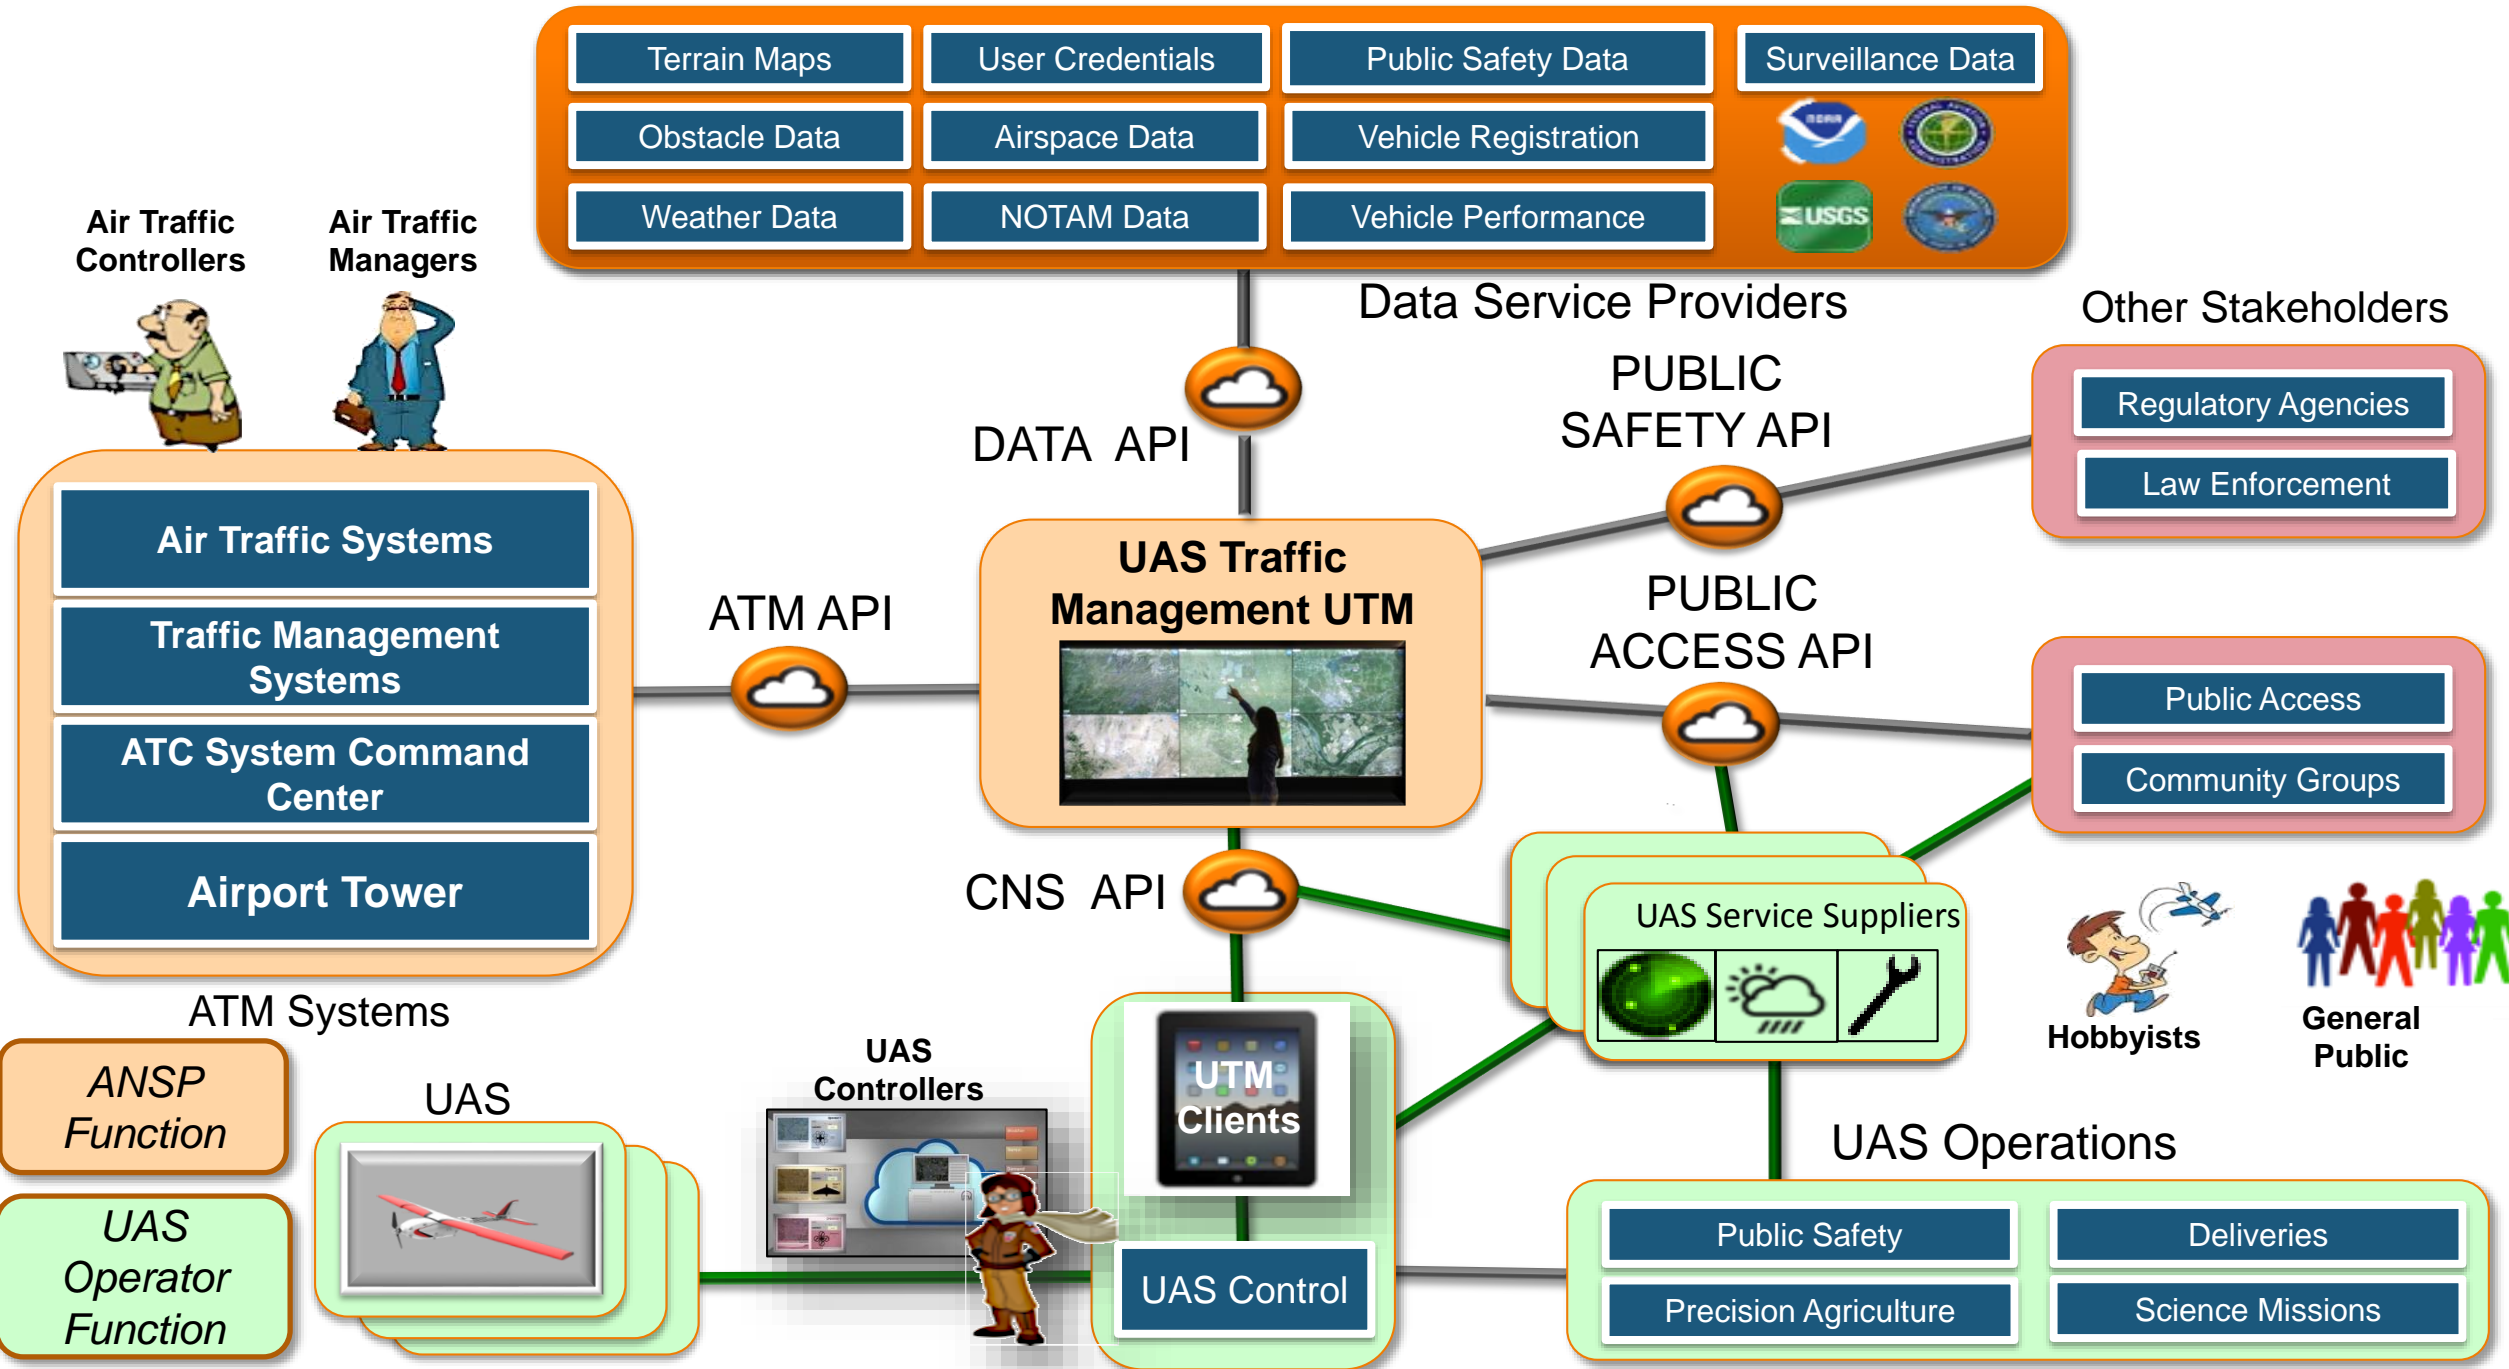 Terrain Maps
User Credentials
Public Safety Data
Surveillance Data
Obstacle Data
Airspace Data
Vehicle Registration
NOAA
Weather Data
NOTAM Data
Vehicle Performance
USGS
Air Traffic
Controllers
Air Traffic
Managers
Data Service Providers
Other Stakeholders
DATA API
PUBLIC
SAFETY API
Regulatory Agencies
Law Enforcement
Air Traffic Systems
Traffic Management
Systems
ATC System Command
Center
Airport Tower
ATM Systems
ATM API
UAS Traffic
Management UTM
PUBLIC
ACCESS API
Public Access
Community Groups
CNS API
UAS Service Suppliers
Hobbyists
General
Public
ANSP
Function
UAS
Operator
Function
UAS
UAS
Controllers
UTM
Clients
UAS Control
UAS Operations
Public Safety
Deliveries
Precision Agriculture
Science Missions